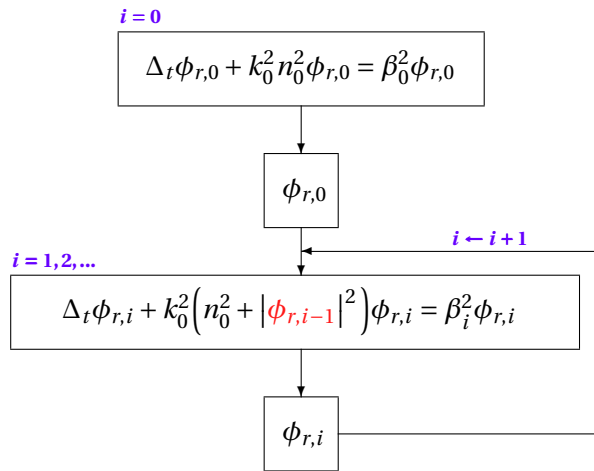 i = 0
Δ_t ϕ_{r,0} + k_0^2 n_0^2 ϕ_{r,0} = β_0^2 ϕ_{r,0}
ϕ_{r,0}
i ← i + 1
i = 1, 2, ...
Δ_t ϕ_{r,i} + k_0^2 (n_0^2 + |ϕ_{r,i−1}|^2) ϕ_{r,i} = β_i^2 ϕ_{r,i}
ϕ_{r,i}